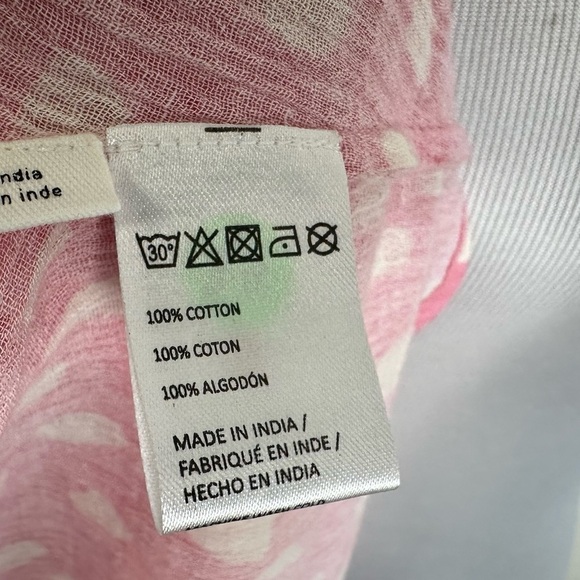 ndia
n inde
30°
100% COTTON
100% COTON
100% ALGODÓN
MADE IN INDIA /
FABRIQUÉ EN INDE /
HECHO EN INDIA